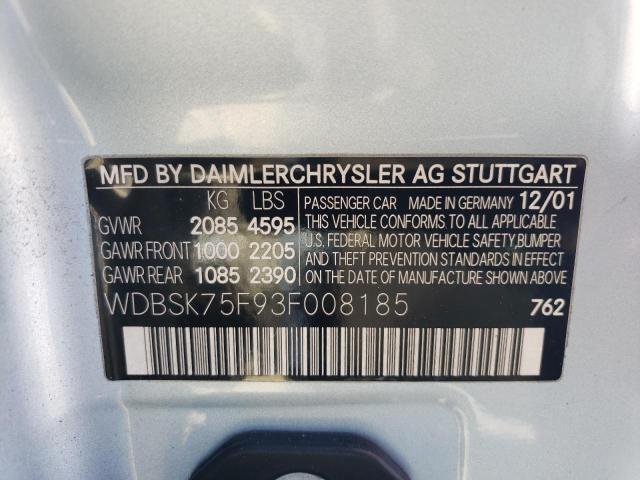 MFD BY DAIMLERCHRYSLER AG STUTTGART
KG LBS
GVWR 2085 4595
GAWR FRONT 1000 2205
GAWR REAR 1085 2390
PASSENGER CAR MADE IN GERMANY 12/01
THIS VEHICLE CONFORMS TO ALL APPLICABLE
U.S. FEDERAL MOTOR VEHICLE SAFETY,BUMPER
AND THEFT PREVENTION STANDARDS IN EFFECT
ON THE DATE OF MANUFACTURE SHOWN ABOVE.
WDBSK75F93F008185
762